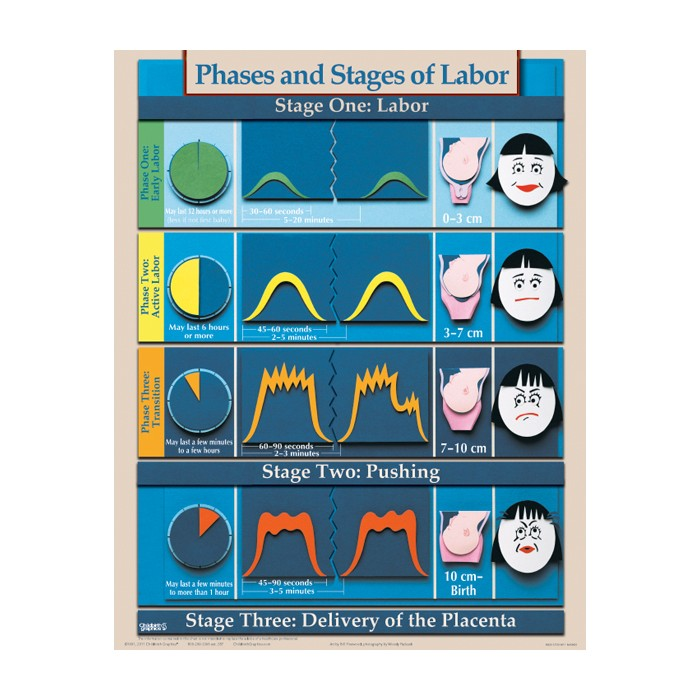 Phases and Stages of Labor
Stage One: Labor
Phase One:
Early Labor
May last 12 hours or more
(less if not first baby)
30–60 seconds
5–20 minutes
0–3 cm
Phase Two:
Active Labor
May last 6 hours
or more
45–60 seconds
2–5 minutes
3–7 cm
Phase Three:
Transition
May last a few minutes
to a few hours
60–90 seconds
2–3 minutes
7–10 cm
Stage Two: Pushing
May last a few minutes
to more than 1 hour
45–90 seconds
3–5 minutes
10 cm–
Birth
Stage Three: Delivery of the Placenta